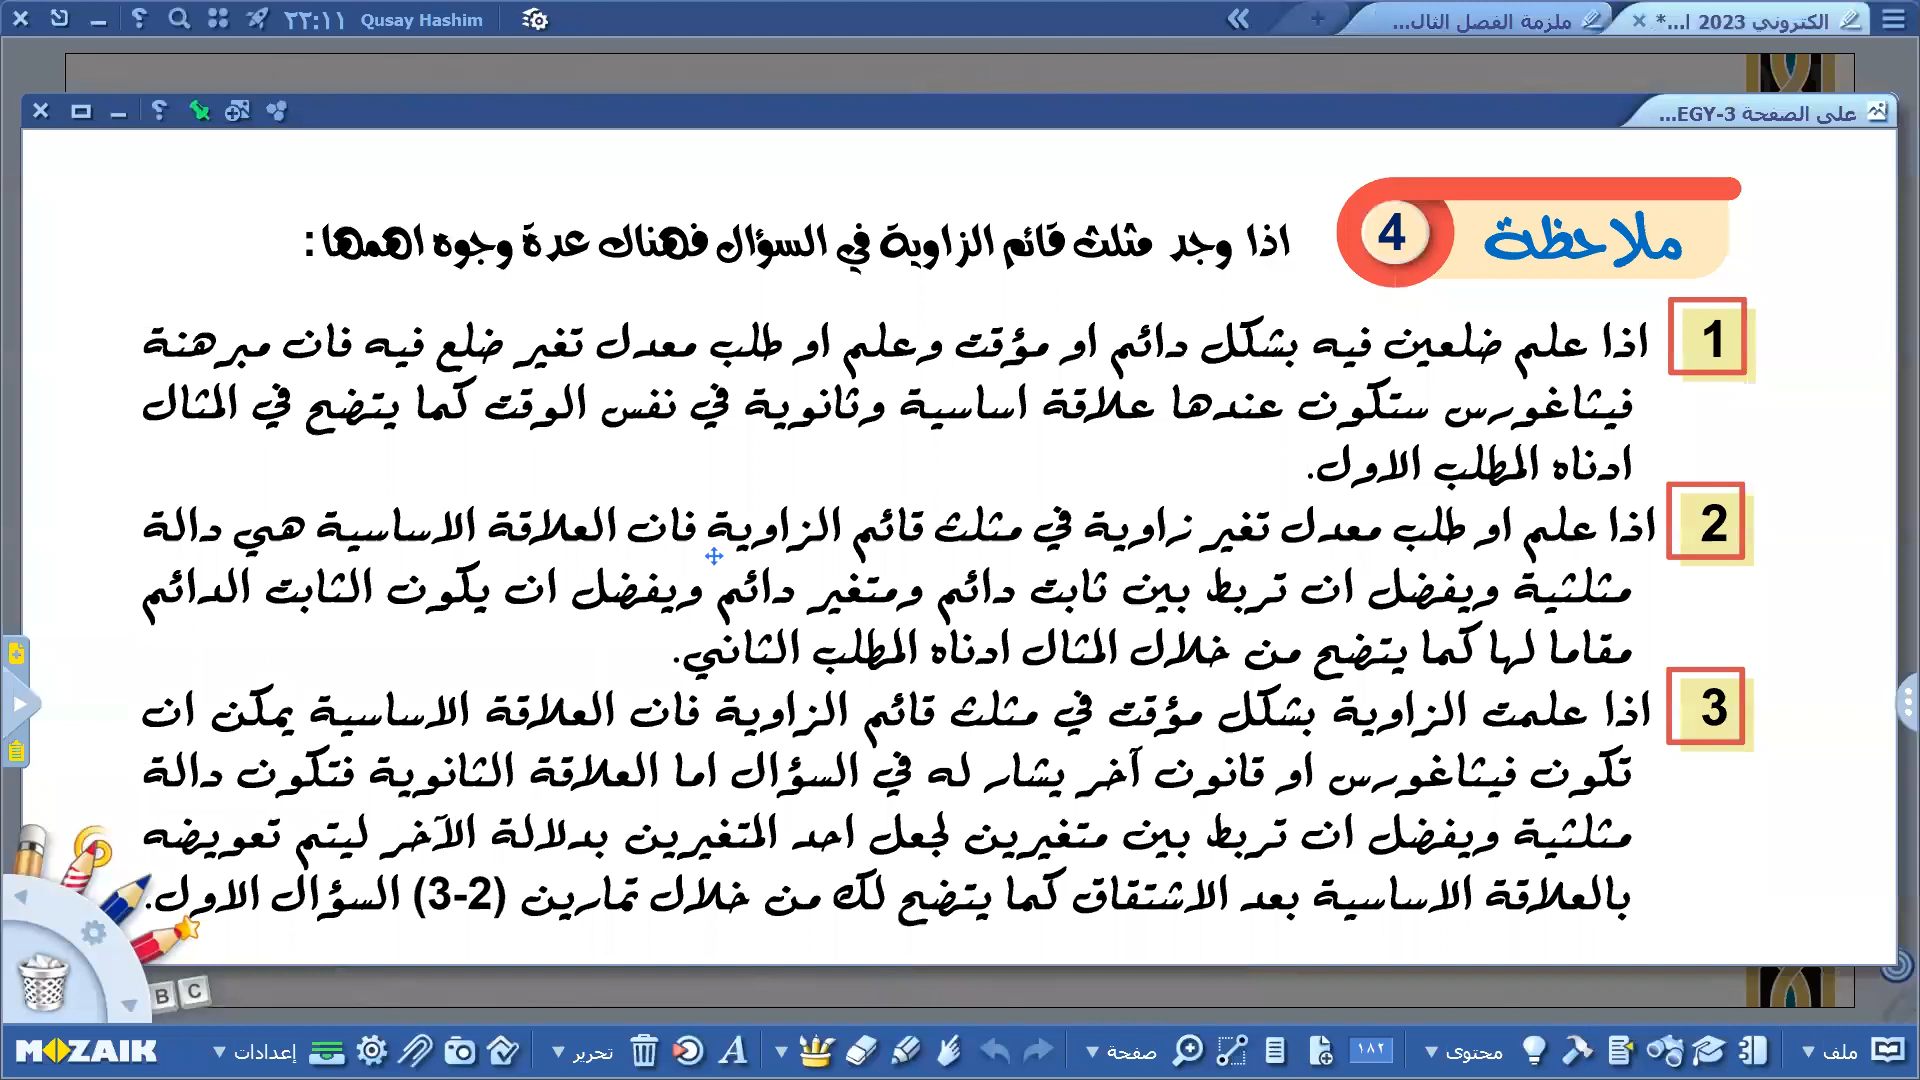 الكتروني 2023 ا...*
ملزمة الفصل الثال...
Qusay Hashim
٢٣:١١
على الصفحة EGY-3...
ملاحظة 4 اذا وجد مثلث قائم الزاوية في السؤال فهناك عدة وجوه اهمها :
1 اذا علم ضلعين فيه بشكل دائم او مؤقت وعلم او طلب معدل تغير ضلع فيه فان مبرهنة
فيثاغورس ستكون عندها علاقة اساسية وثانوية في نفس الوقت كما يتضح في المثال
ادناه المطلب الاول.
2 اذا علم او طلب معدل تغير زاوية في مثلث قائم الزاوية فان العلاقة الاساسية هي دالة
مثلثية ويفضل ان تربط بين ثابت دائم ومتغير دائم ويفضل ان يكون الثابت الدائم
مقاما لها كما يتضح من خلال المثال ادناه المطلب الثاني.
3 اذا علمت الزاوية بشكل مؤقت في مثلث قائم الزاوية فان العلاقة الاساسية يمكن ان
تكون فيثاغورس او قانون آخر يشار له في السؤال اما العلاقة الثانوية فتكون دالة
مثلثية ويفضل ان تربط بين متغيرين لجعل احد المتغيرين بدلالة الآخر ليتم تعويضه
بالعلاقة الاساسية بعد الاشتقاق كما يتضح لك من خلال تمارين (2-3) السؤال الاول.
B C
ملف
محتوى
١٨٢
صفحة
تحرير
إعدادات
MOZAIK